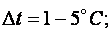 Δt = 1 − 5°C;